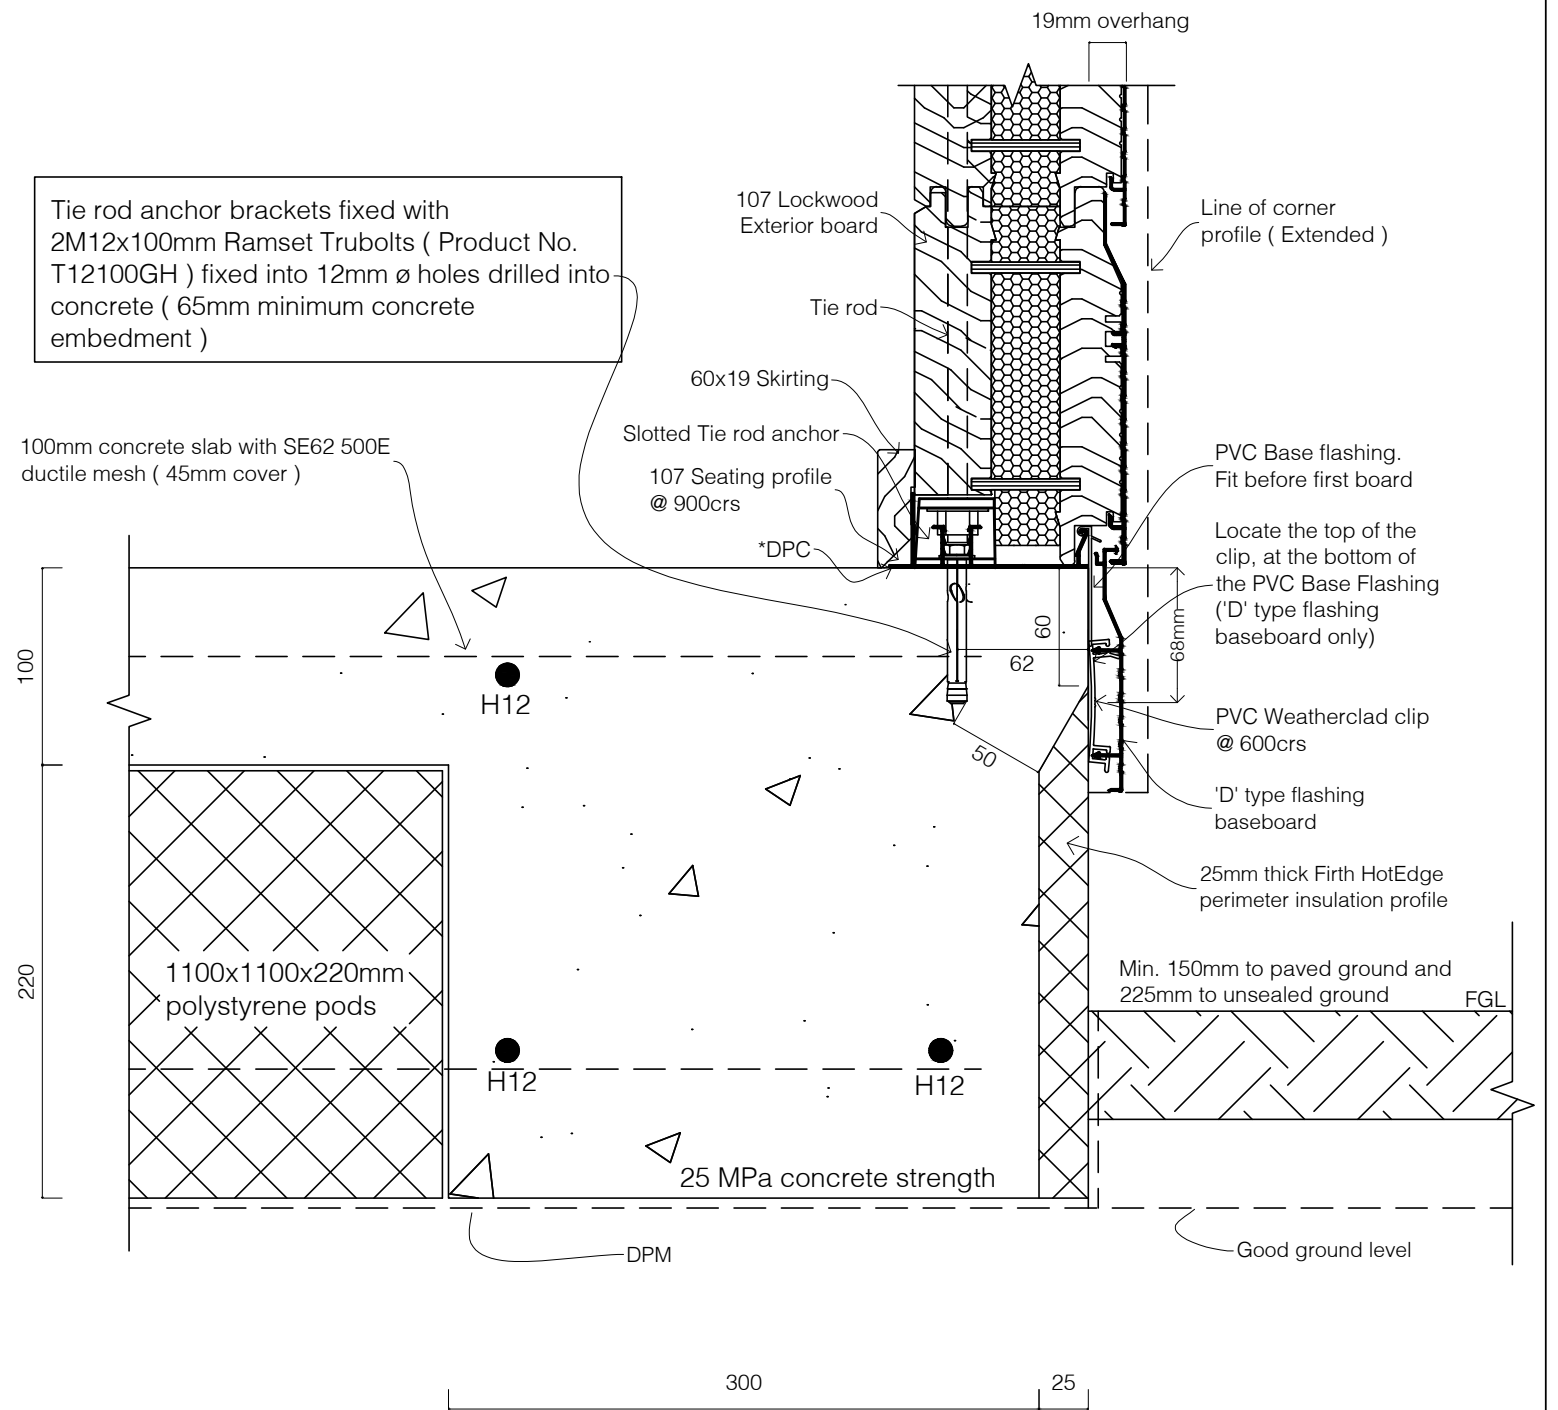 19mm overhang
Tie rod anchor brackets fixed with
2M12x100mm Ramset Trubolts ( Product No.
T12100GH ) fixed into 12mm ø holes drilled into
concrete ( 65mm minimum concrete
embedment )
107 Lockwood
Exterior board
Line of corner
profile ( Extended )
Tie rod
60x19 Skirting
Slotted Tie rod anchor
107 Seating profile
@ 900crs
*DPC
100mm concrete slab with SE62 500E
ductile mesh ( 45mm cover )
PVC Base flashing.
Fit before first board
Locate the top of the
clip, at the bottom of
the PVC Base Flashing
('D' type flashing
baseboard only)
100
60
62
68mm
H12
50
PVC Weatherclad clip
@ 600crs
'D' type flashing
baseboard
25mm thick Firth HotEdge
perimeter insulation profile
220
1100x1100x220mm
polystyrene pods
Min. 150mm to paved ground and
225mm to unsealed ground
FGL
H12
H12
25 MPa concrete strength
DPM
Good ground level
300
25